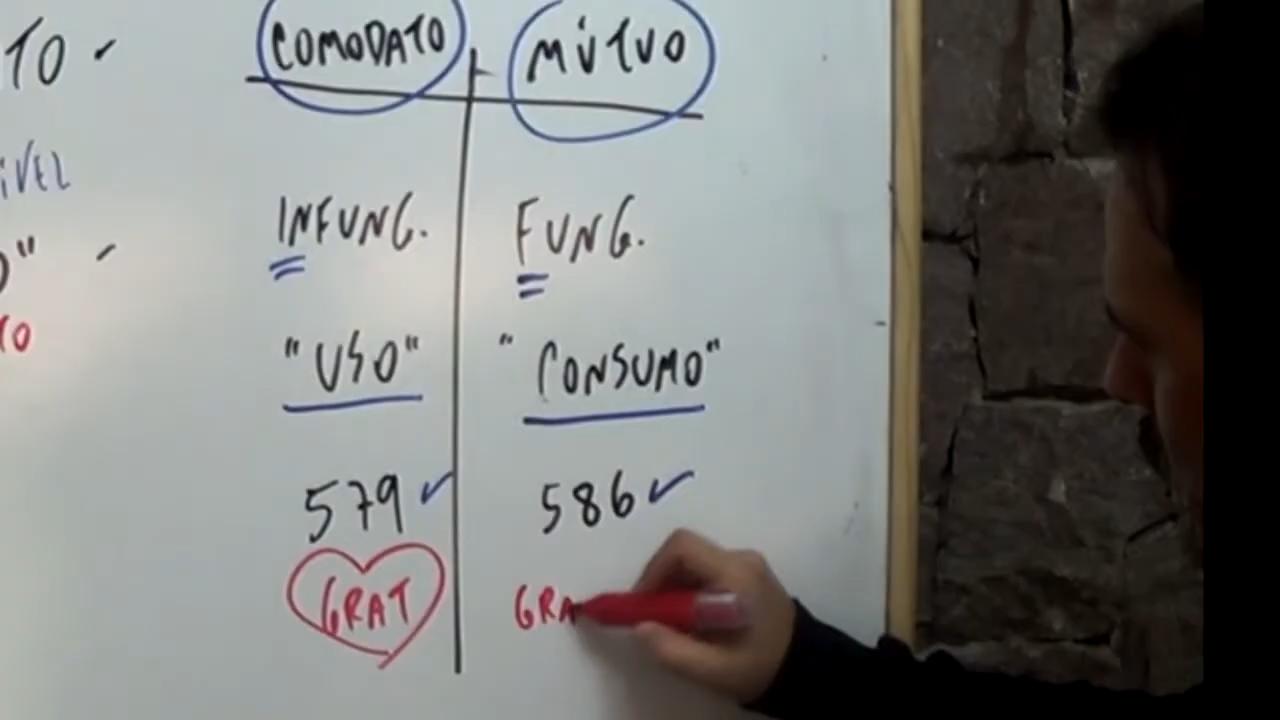 COMODATO MÚTUO
INFUNG. FUNG.
"USO" "CONSUMO"
579 586
GRAT GRA